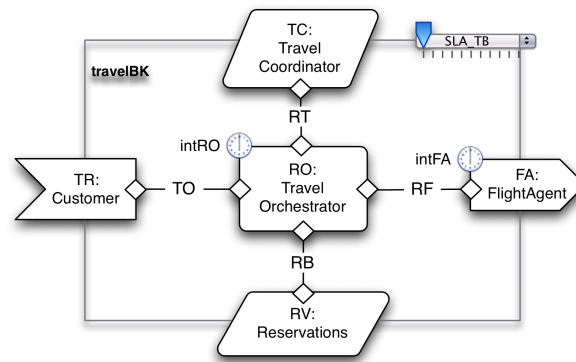 TC:
Travel
Coordinator
SLA_TB
travelBK
RT
intRO
intFA
TR:
Customer
TO
RO:
Travel
Orchestrator
RF
FA:
FlightAgent
RB
RV:
Reservations